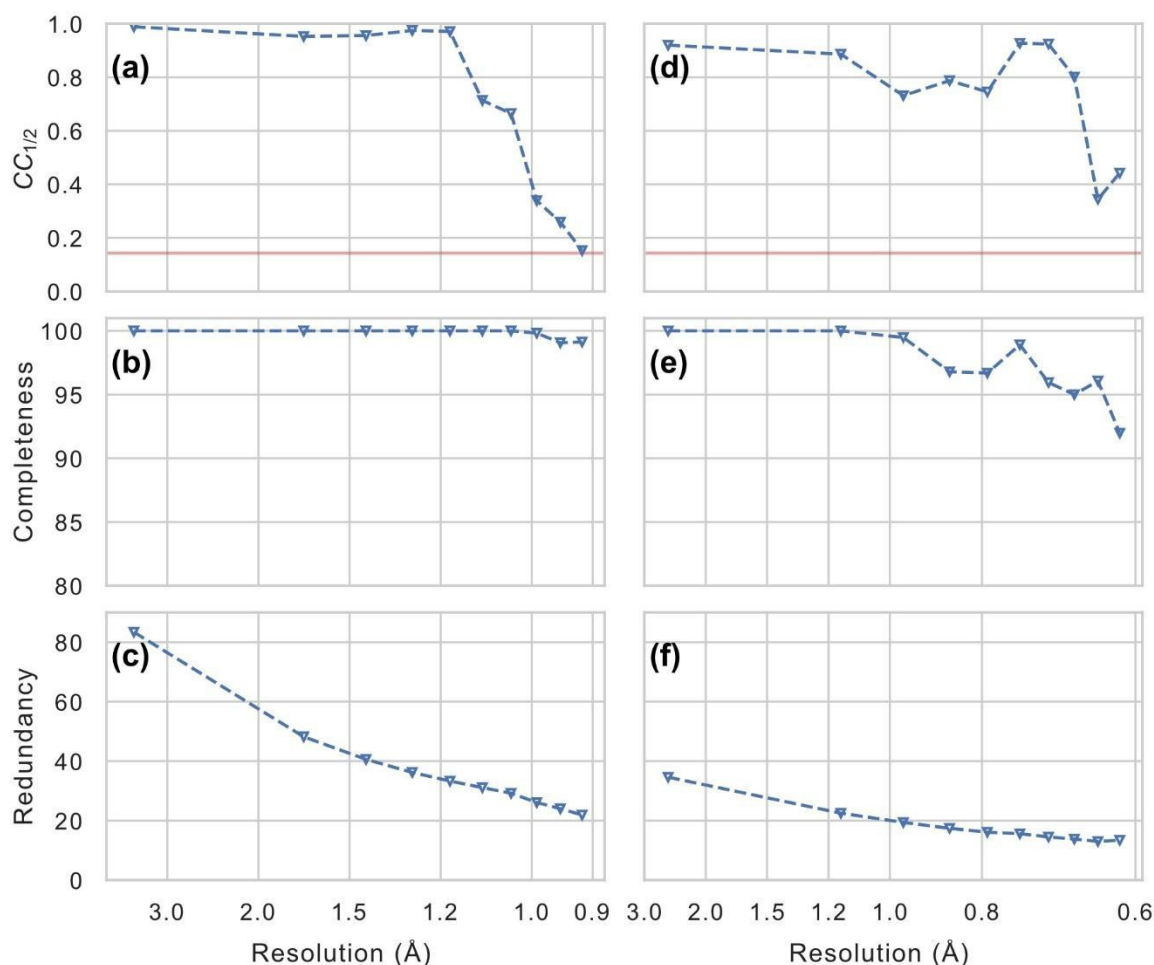 (a)
CC1/2
1.0
0.8
0.6
0.4
0.2
0.0
(d)
(b)
Completeness
100
95
90
85
80
(e)
(c)
Redundancy
80
60
40
20
0
(f)
3.0 2.0 1.5 1.2 1.0 0.9
Resolution (Å)
3.0 2.0 1.5 1.2 1.0 0.8 0.6
Resolution (Å)